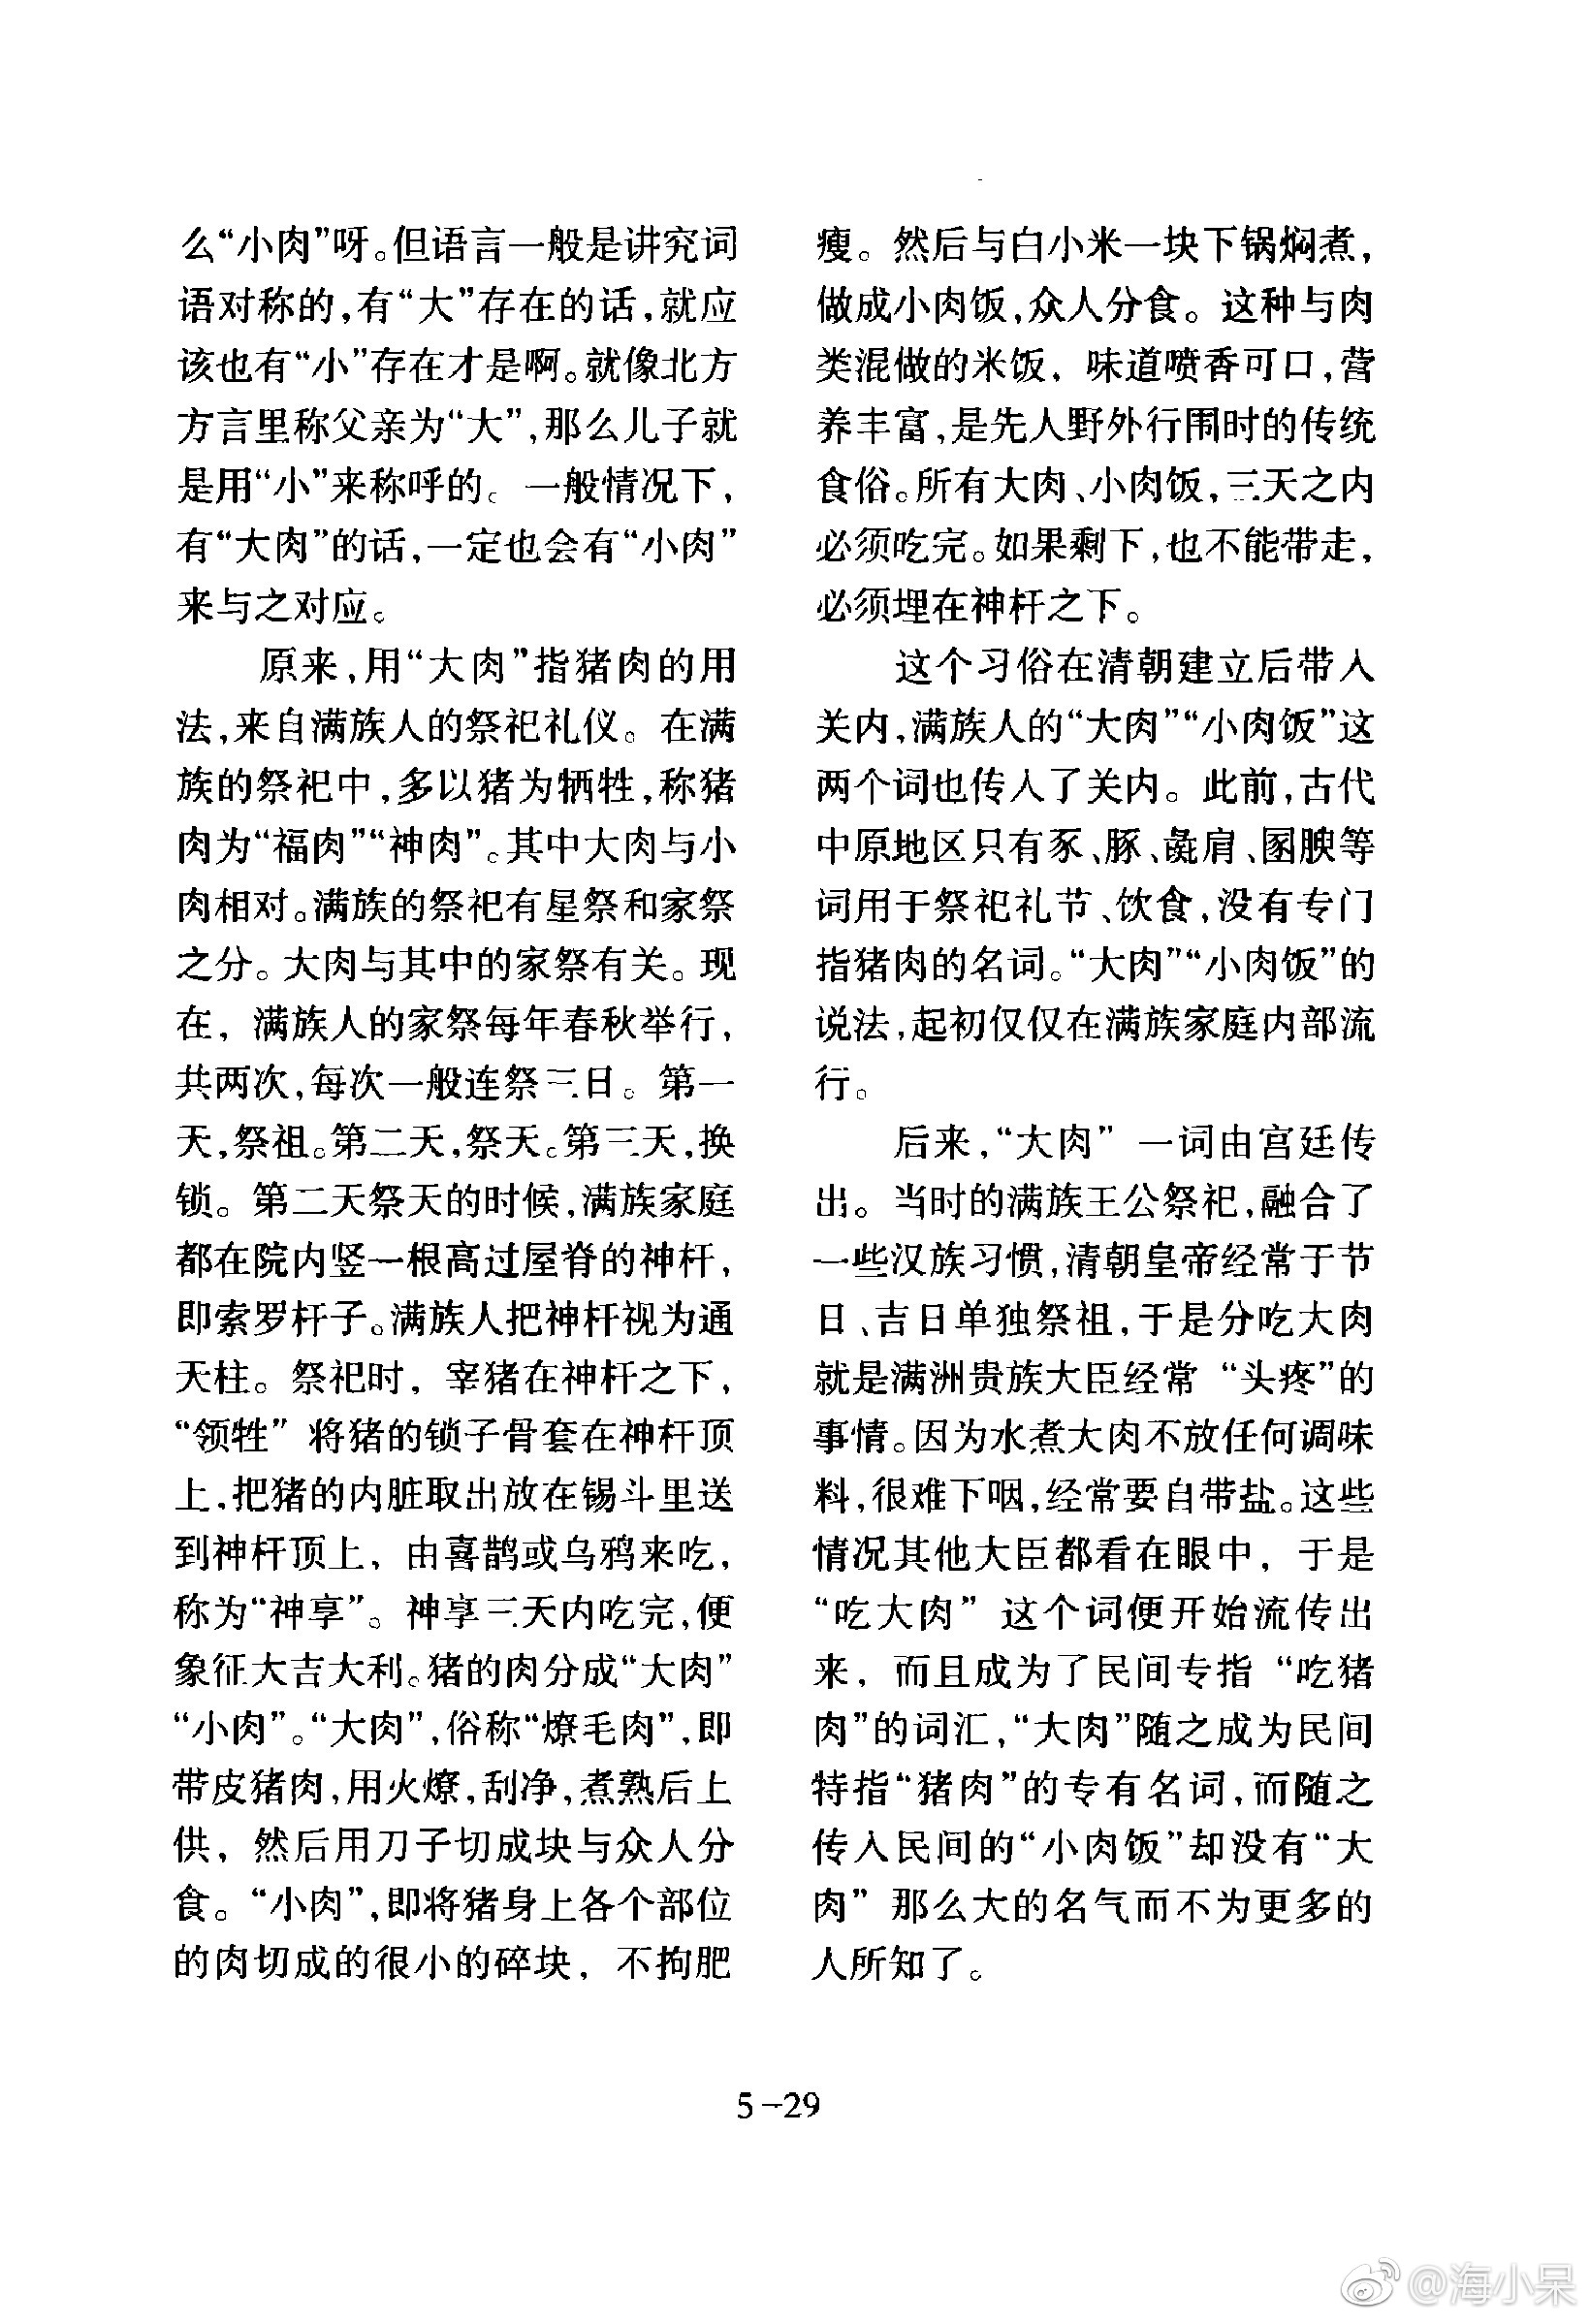 么“小肉”呀。但语言一般是讲究词
语对称的,有“大”存在的话,就应
该也有“小”存在才是啊。就像北方
方言里称父亲为“大”,那么儿子就
是用“小”来称呼的。一般情况下,
有“大肉”的话,一定也会有“小肉”
来与之对应。
原来,用“大肉”指猪肉的用
法,来自满族人的祭祀礼仪。在满
族的祭祀中,多以猪为牺牲,称猪
肉为“福肉”“神肉”。其中大肉与小
肉相对。满族的祭祀有星祭和家祭
之分。大肉与其中的家祭有关。现
在,满族人的家祭每年春秋举行,
共两次,每次一般连祭三日。第一
天,祭祖。第二天,祭天。第三天,换
锁。第二天祭天的时候,满族家庭
都在院内竖一根高过屋脊的神杆,
即索罗杆子。满族人把神杆视为通
天柱。祭祀时,宰猪在神杆之下,
“领牲”将猪的锁子骨套在神杆顶
上,把猪的内脏取出放在锡斗里送
到神杆顶上,由喜鹊或乌鸦来吃,
称为“神享”。神享三天内吃完,便
象征大吉大利。猪的肉分成“大肉”
“小肉”。“大肉”,俗称“燎毛肉”,即
带皮猪肉,用火燎,刮净,煮熟后上
供,然后用刀子切成块与众人分
食。“小肉”,即将猪身上各个部位
的肉切成的很小的碎块,不拘肥
瘦。然后与白小米一块下锅焖煮,
做成小肉饭,众人分食。这种与肉
类混做的米饭,味道喷香可口,营
养丰富,是先人野外行围时的传统
食俗。所有大肉、小肉饭,三天之内
必须吃完。如果剩下,也不能带走,
必须埋在神杆之下。
这个习俗在清朝建立后带入
关内,满族人的“大肉”“小肉饭”这
两个词也传入了关内。此前,古代
中原地区只有豕、豚、彘肩、圂腴等
词用于祭祀礼节、饮食,没有专门
指猪肉的名词。“大肉”“小肉饭”的
说法,起初仅仅在满族家庭内部流
行。
后来,“大肉”一词由宫廷传
出。当时的满族王公祭祀,融合了
一些汉族习惯,清朝皇帝经常于节
日、吉日单独祭祖,于是分吃大肉
就是满洲贵族大臣经常“头疼”的
事情。因为水煮大肉不放任何调味
料,很难下咽,经常要自带盐。这些
情况其他大臣都看在眼中,于是
“吃大肉”这个词便开始流传出
来,而且成为了民间专指“吃猪
肉”的词汇,“大肉”随之成为民间
特指“猪肉”的专有名词,而随之
传入民间的“小肉饭”却没有“大
肉”那么大的名气而不为更多的
人所知了。
5-29
@海小呆